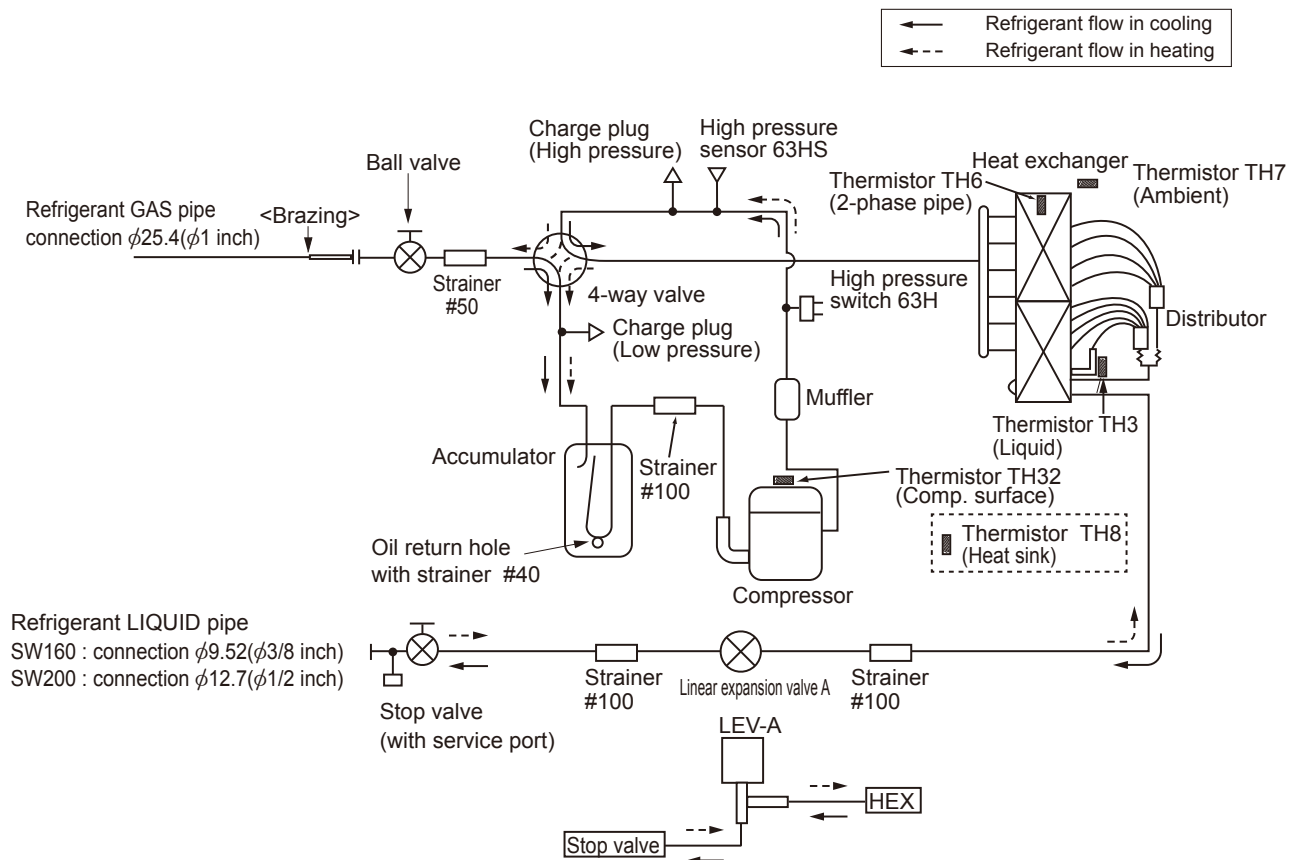 Refrigerant flow in cooling
Refrigerant flow in heating
Charge plug
(High pressure)
High pressure
sensor 63HS
Ball valve
Heat exchanger
Thermistor TH6
(2-phase pipe)
Thermistor TH7
(Ambient)
Refrigerant GAS pipe
connection ϕ25.4(ϕ1 inch)
<Brazing>
Strainer
#50
4-way valve
High pressure
switch 63H
Charge plug
(Low pressure)
Distributor
Muffler
Thermistor TH3
(Liquid)
Accumulator
Strainer
#100
Thermistor TH32
(Comp. surface)
Thermistor TH8
(Heat sink)
Oil return hole
with strainer #40
Compressor
Refrigerant LIQUID pipe
SW160 : connection ϕ9.52(ϕ3/8 inch)
SW200 : connection ϕ12.7(ϕ1/2 inch)
Stop valve
(with service port)
Strainer
#100
Linear expansion valve A
Strainer
#100
LEV-A
HEX
Stop valve